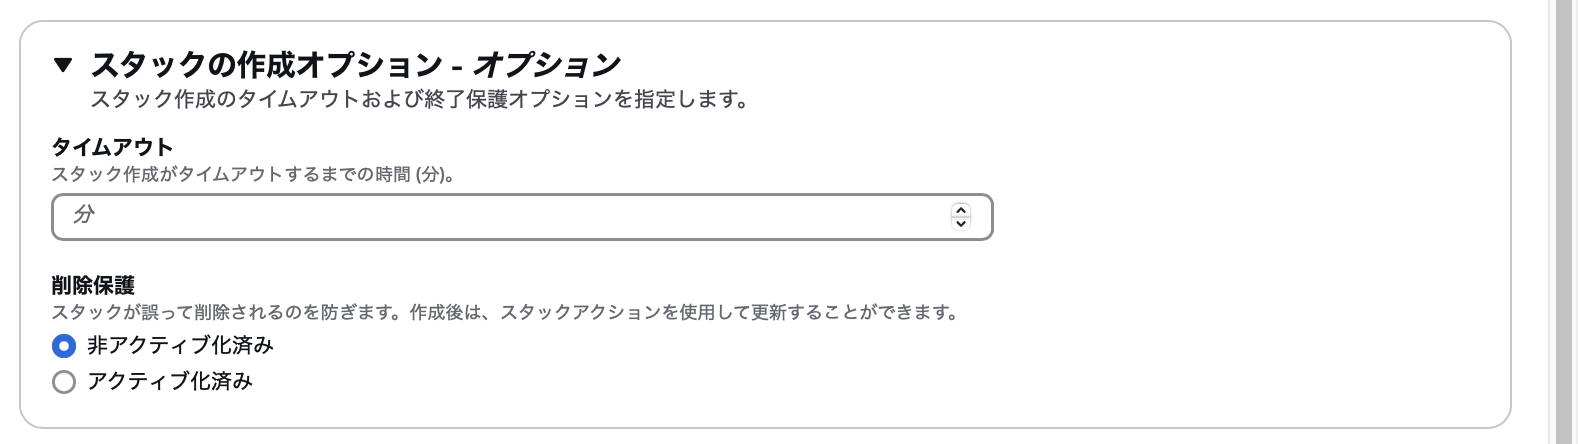 スタックの作成オプション - オプション
スタック作成のタイムアウトおよび終了保護オプションを指定します。
タイムアウト
スタック作成がタイムアウトするまでの時間 (分)。
分
削除保護
スタックが誤って削除されるのを防ぎます。作成後は、スタックアクションを使用して更新することができます。
非アクティブ化済み
アクティブ化済み